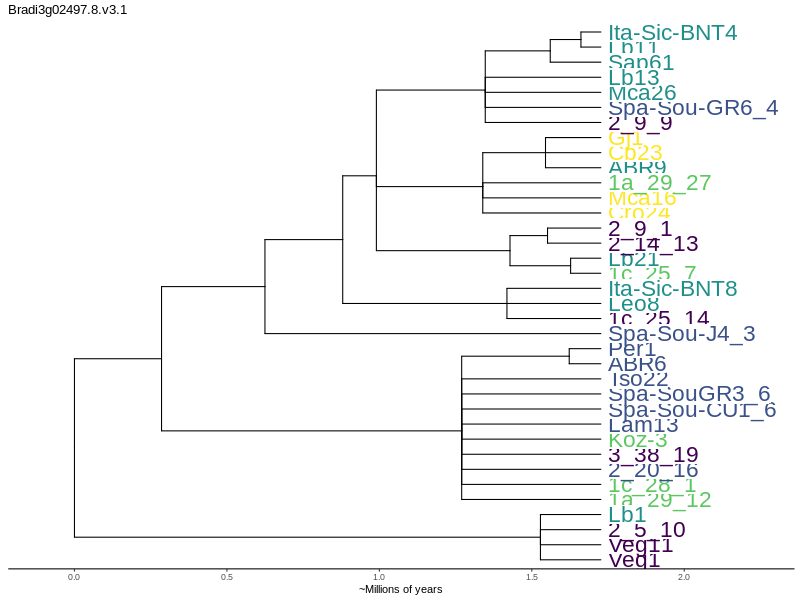 Bradi3g02497.8.v3.1
Ita-Sic-BNT4
Lb11
Sap61
Lb13
Mca26
Spa-Sou-GR6_4
2_9_9
Gj1
Cb23
ABR9
1a_29_27
Mca16
Cro24
2_9_1
2_14_13
Lb21
1c_25_7
Ita-Sic-BNT8
Leo8
1c_25_14
Spa-Sou-J4_3
Per1
ABR6
Tso22
Spa-SouGR3_6
Spa-Sou-CU1_6
Lam13
Koz-3
3_38_19
2_20_16
1c_28_1
1a_29_12
Lb1
2_5_10
Veg11
Veg1
0.0 0.5 1.0 1.5 2.0
~Millions of years